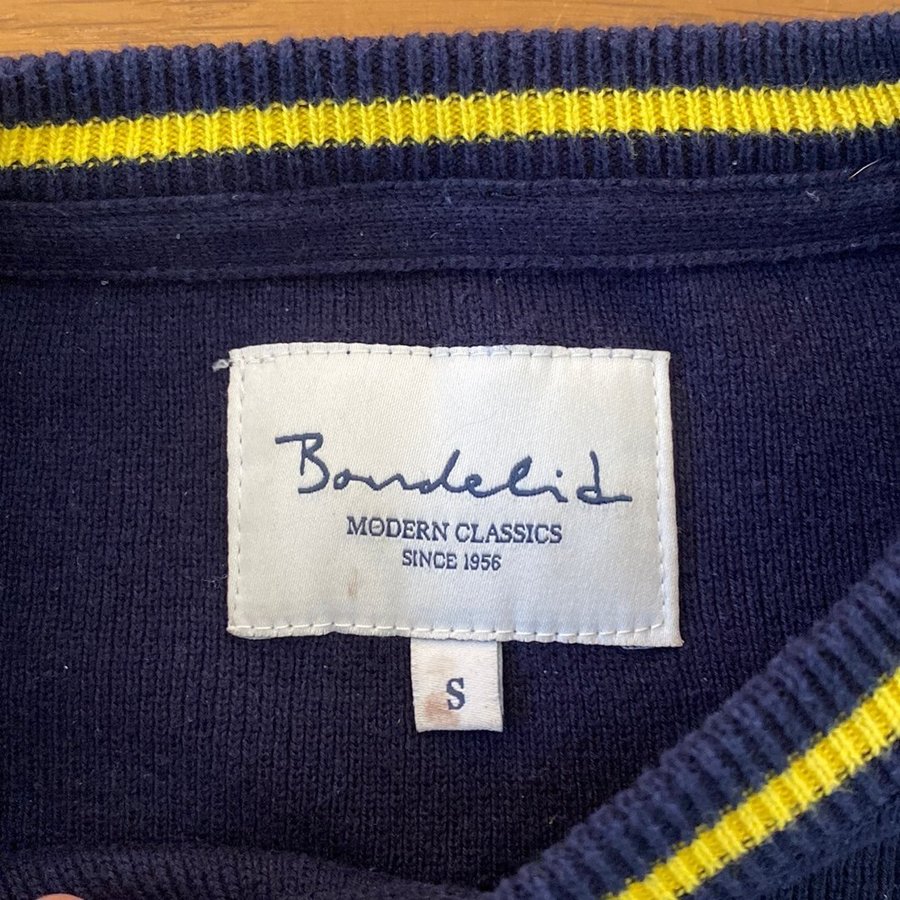 Bondelid
MODERN CLASSICS
SINCE 1956
S